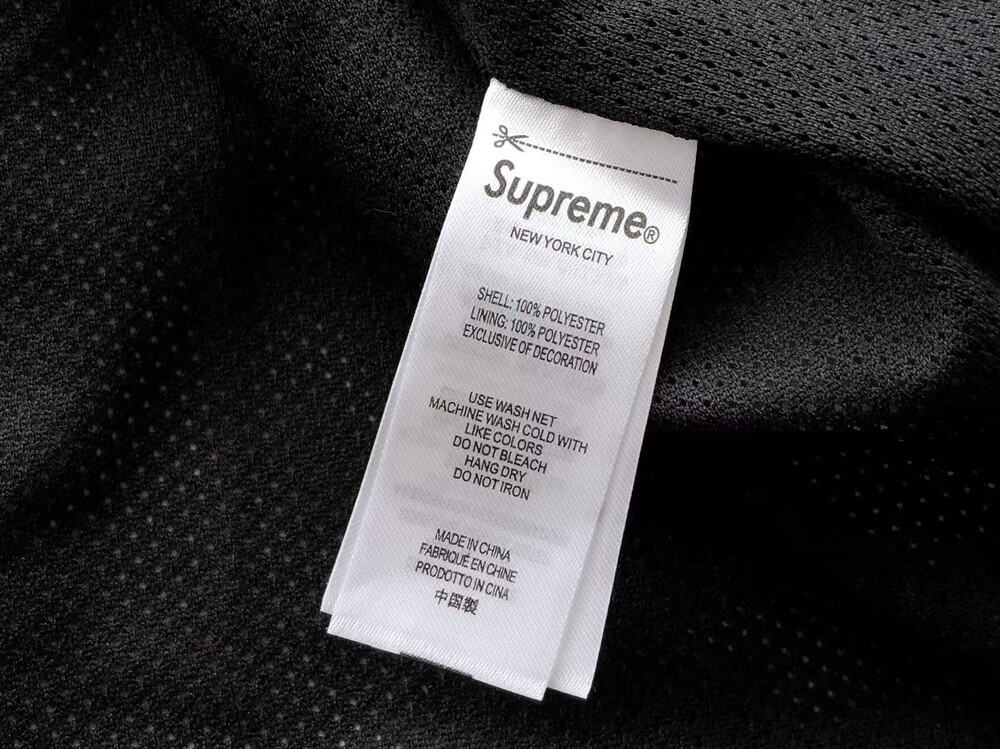 Supreme®
NEW YORK CITY
SHELL: 100% POLYESTER
LINING: 100% POLYESTER
EXCLUSIVE OF DECORATION
USE WASH NET
MACHINE WASH COLD WITH
LIKE COLORS
DO NOT BLEACH
HANG DRY
DO NOT IRON
MADE IN CHINA
FABRIQUÉ EN CHINE
PRODOTTO IN CINA
中国製